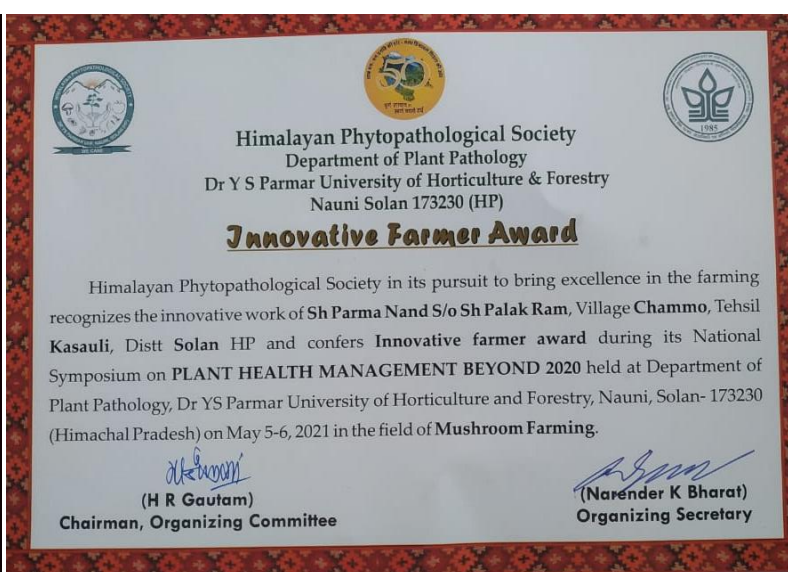 50
1985
Himalayan Phytopathological Society
Department of Plant Pathology
Dr Y S Parmar University of Horticulture & Forestry
Nauni Solan 173230 (HP)
Innovative Farmer Award
Himalayan Phytopathological Society in its pursuit to bring excellence in the farming
recognizes the innovative work of Sh Parma Nand S/o Sh Palak Ram, Village Chammo, Tehsil
Kasauli, Distt Solan HP and confers Innovative farmer award during its National
Symposium on PLANT HEALTH MANAGEMENT BEYOND 2020 held at Department of
Plant Pathology, Dr YS Parmar University of Horticulture and Forestry, Nauni, Solan- 173230
(Himachal Pradesh) on May 5-6, 2021 in the field of Mushroom Farming.
(H R Gautam)
Chairman, Organizing Committee
(Narender K Bharat)
Organizing Secretary